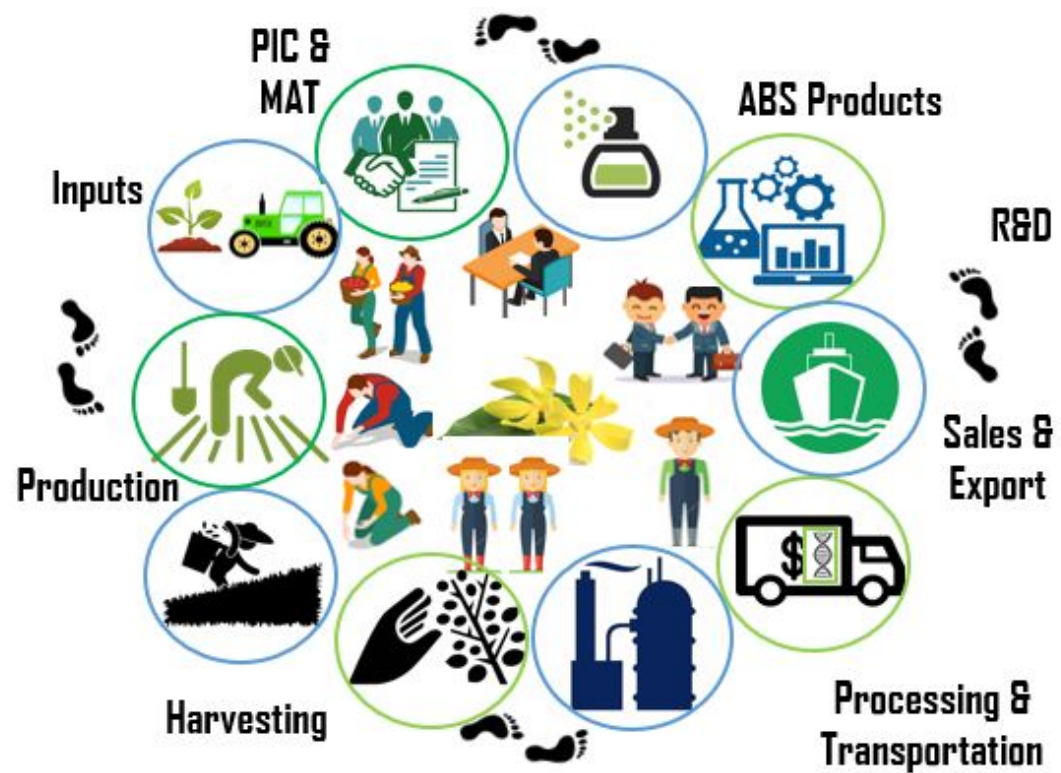 PIC &
MAT
ABS Products
Inputs
R&D
Sales &
Export
Production
$
Harvesting
Processing &
Transportation